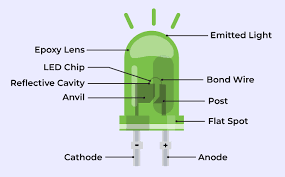 Emitted Light
Epoxy Lens
LED Chip
Reflective Cavity
Bond Wire
Anvil
Post
Flat Spot
-
+
Cathode
Anode